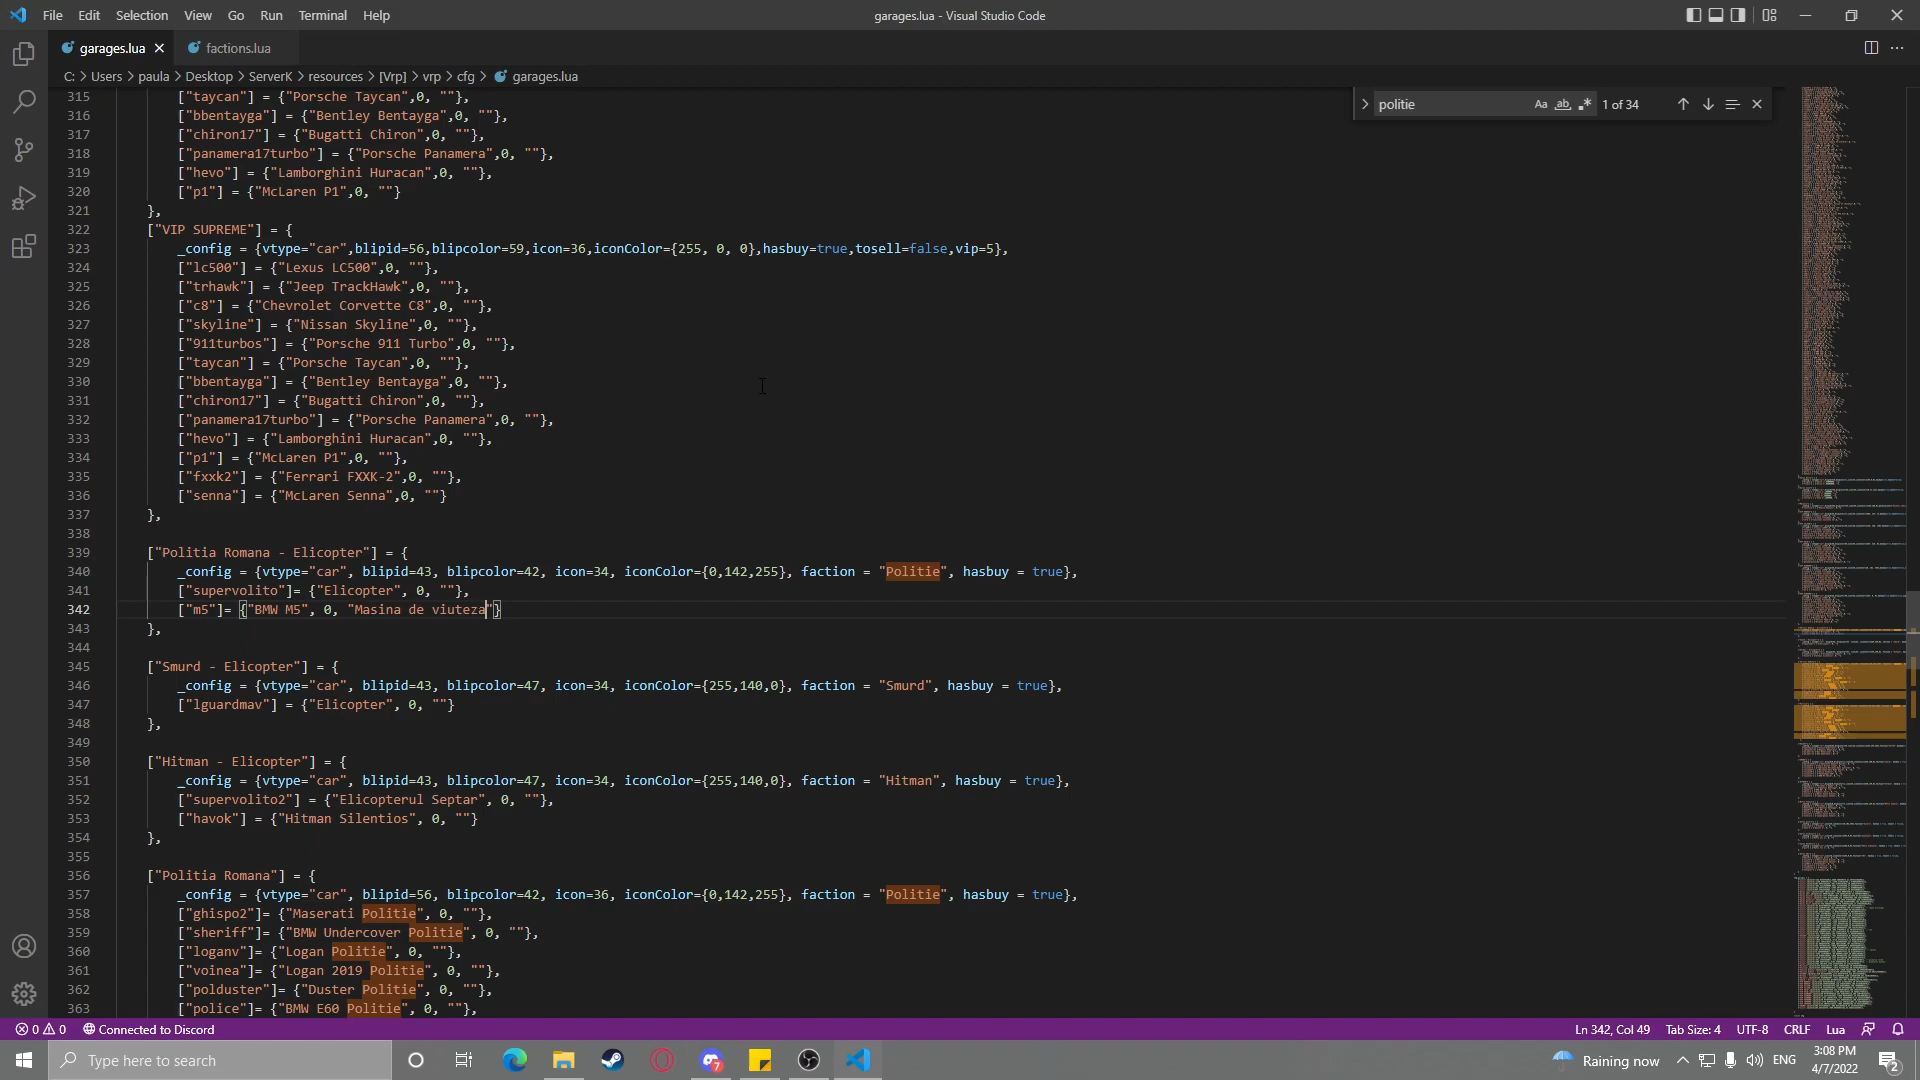 File Edit Selection View Go Run Terminal Help
garages.lua - Visual Studio Code
garages.lua
factions.lua
C: > Users > paula > Desktop > ServerK > resources > [Vrp] > vrp > cfg > garages.lua
politie
Aa ab .* 1 of 34
315 ["taycan"] = {"Porsche Taycan",0, ""},
316 ["bbentayga"] = {"Bentley Bentayga",0, ""},
317 ["chiron17"] = {"Bugatti Chiron",0, ""},
318 ["panamera17turbo"] = {"Porsche Panamera",0, ""},
319 ["hevo"] = {"Lamborghini Huracan",0, ""},
320 ["p1"] = {"McLaren P1",0, ""}
321 },
322 ["VIP SUPREME"] = {
323 _config = {vtype="car",blipid=56,blipcolor=59,icon=36,iconColor={255, 0, 0},hasbuy=true,tosell=false,vip=5},
324 ["lc500"] = {"Lexus LC500",0, ""},
325 ["trhawk"] = {"Jeep TrackHawk",0, ""},
326 ["c8"] = {"Chevrolet Corvette C8",0, ""},
327 ["skyline"] = {"Nissan Skyline",0, ""},
328 ["911turbos"] = {"Porsche 911 Turbo",0, ""},
329 ["taycan"] = {"Porsche Taycan",0, ""},
330 ["bbentayga"] = {"Bentley Bentayga",0, ""},
331 ["chiron17"] = {"Bugatti Chiron",0, ""},
332 ["panamera17turbo"] = {"Porsche Panamera",0, ""},
333 ["hevo"] = {"Lamborghini Huracan",0, ""},
334 ["p1"] = {"McLaren P1",0, ""},
335 ["fxxk2"] = {"Ferrari FXXK-2",0, ""},
336 ["senna"] = {"McLaren Senna",0, ""}
337 },
338
339 ["Politia Romana - Elicopter"] = {
340 _config = {vtype="car", blipid=43, blipcolor=42, icon=34, iconColor={0,142,255}, faction = "Politie", hasbuy = true},
341 ["supervolito"]= {"Elicopter", 0, ""},
342 ["m5"]= {"BMW M5", 0, "Masina de viuteza"}
343 },
344
345 ["Smurd - Elicopter"] = {
346 _config = {vtype="car", blipid=43, blipcolor=47, icon=34, iconColor={255,140,0}, faction = "Smurd", hasbuy = true},
347 ["lguardmav"] = {"Elicopter", 0, ""}
348 },
349
350 ["Hitman - Elicopter"] = {
351 _config = {vtype="car", blipid=43, blipcolor=47, icon=34, iconColor={255,140,0}, faction = "Hitman", hasbuy = true},
352 ["supervolito2"] = {"Elicopterul Septar", 0, ""},
353 ["havok"] = {"Hitman Silentios", 0, ""}
354 },
355
356 ["Politia Romana"] = {
357 _config = {vtype="car", blipid=56, blipcolor=42, icon=36, iconColor={0,142,255}, faction = "Politie", hasbuy = true},
358 ["ghispo2"]= {"Maserati Politie", 0, ""},
359 ["sheriff"]= {"BMW Undercover Politie", 0, ""},
360 ["loganv"]= {"Logan Politie", 0, ""},
361 ["voinea"]= {"Logan 2019 Politie", 0, ""},
362 ["polduster"]= {"Duster Politie", 0, ""},
363 ["police"]= {"BMW E60 Politie", 0, ""},
0 0 Connected to Discord
Ln 342, Col 49 Tab Size: 4 UTF-8 CRLF Lua
Type here to search
7
Raining now
ENG
3:08 PM
4/7/2022
2